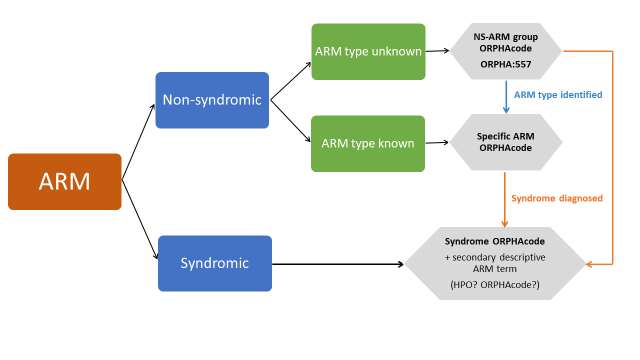 ARM
Non-syndromic
Syndromic
ARM type unknown
ARM type known
NS-ARM group
ORPHAcode
ORPHA:557
ARM type identified
Specific ARM
ORPHAcode
Syndrome diagnosed
Syndrome ORPHAcode
+ secondary descriptive
ARM term
(HPO? ORPHAcode?)